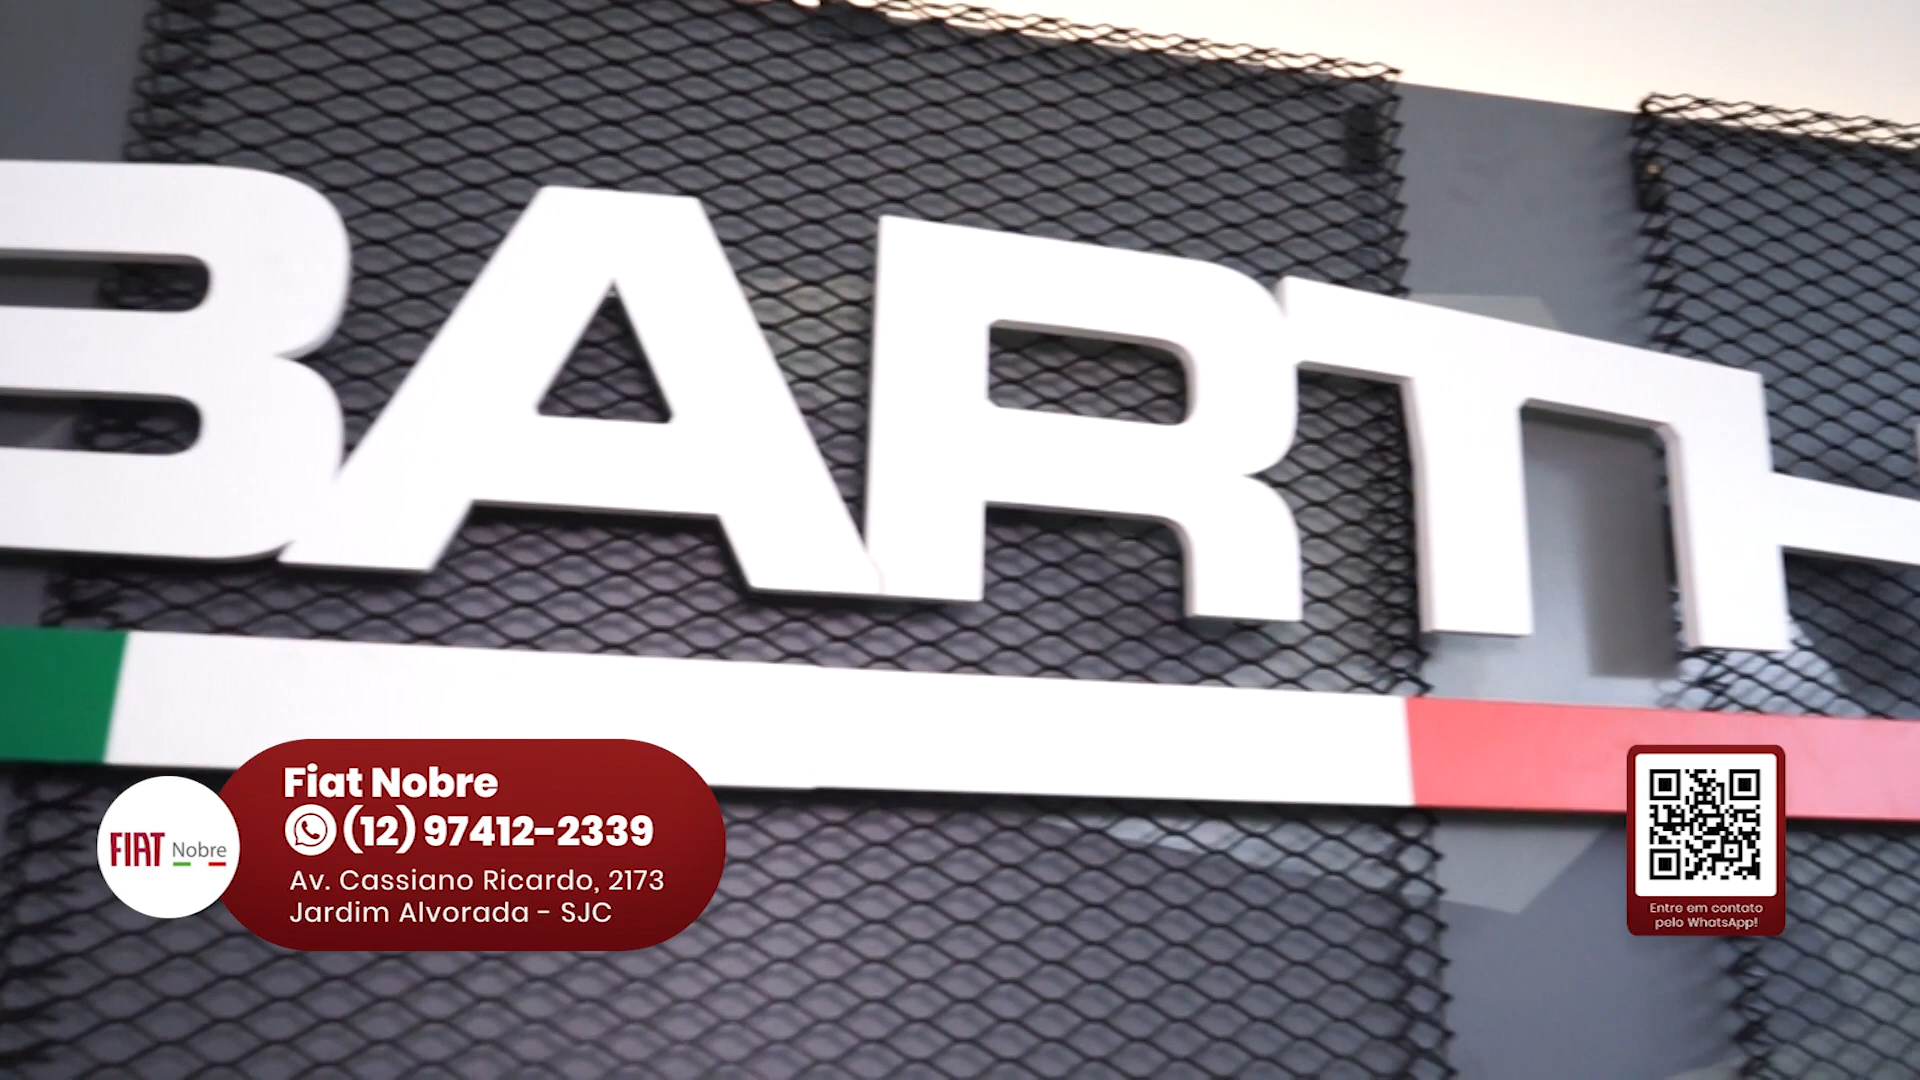 BARTH
Fiat Nobre
(12) 97412-2339
Av. Cassiano Ricardo, 2173
Jardim Alvorada - SJC
FIAT Nobre
Entre em contato
pelo WhatsApp!